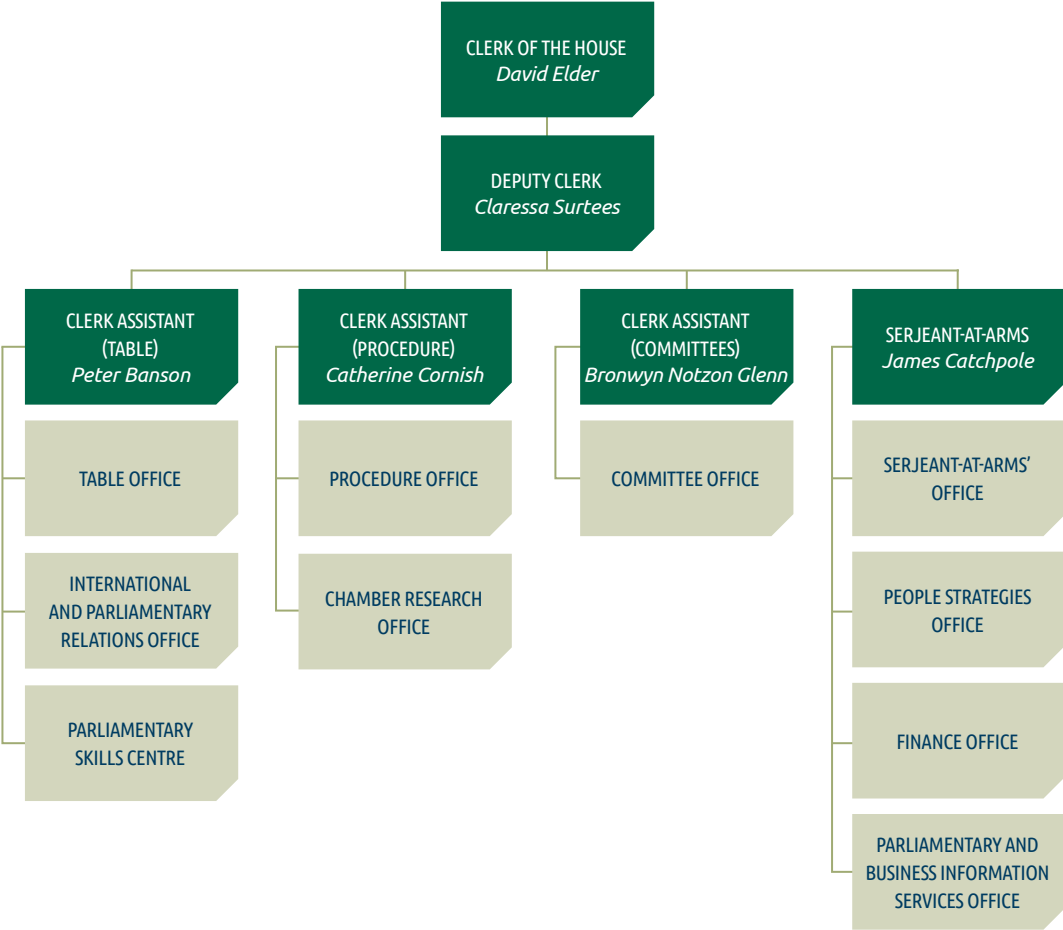 CLERK OF THE HOUSE
David Elder
DEPUTY CLERK
Claressa Surtees
CLERK ASSISTANT
(TABLE)
Peter Banson
TABLE OFFICE
INTERNATIONAL
AND PARLIAMENTARY
RELATIONS OFFICE
PARLIAMENTARY
SKILLS CENTRE
CLERK ASSISTANT
(PROCEDURE)
Catherine Cornish
PROCEDURE OFFICE
CHAMBER RESEARCH
OFFICE
CLERK ASSISTANT
(COMMITTEES)
Bronwyn Notzon Glenn
COMMITTEE OFFICE
SERJEANT-AT-ARMS
James Catchpole
SERJEANT-AT-ARMS’
OFFICE
PEOPLE STRATEGIES
OFFICE
FINANCE OFFICE
PARLIAMENTARY AND
BUSINESS INFORMATION
SERVICES OFFICE